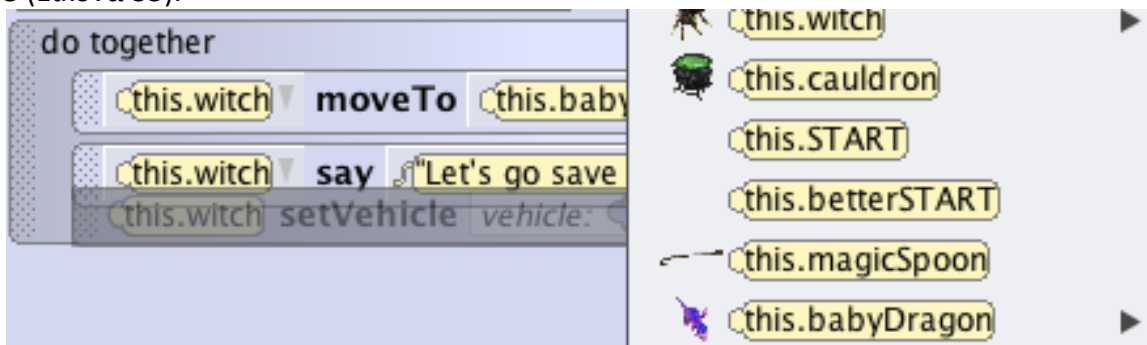 do together
this.witch moveTo this.baby
this.witch say "Let's go save
this.witch setVehicle vehicle:
this.witch
this.cauldron
this.START
this.betterSTART
this.magicSpoon
this.babyDragon